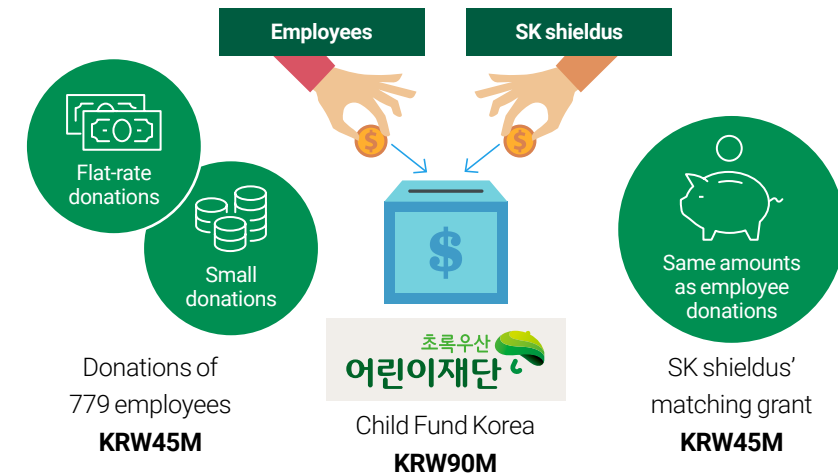 Employees
SK shieldus
Flat-rate
donations
Small
donations
Donations of
779 employees
KRW45M
$
$
$
초록우산
어린이재단
Child Fund Korea
KRW90M
Same amounts
as employee
donations
SK shieldus’
matching grant
KRW45M